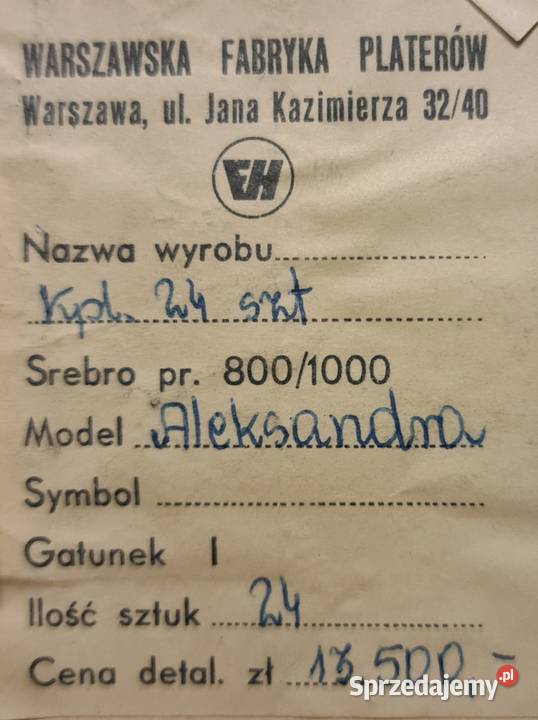 WARSZAWSKA FABRYKA PLATERÓW
Warszawa, ul. Jana Kazimierza 32/40
EH
Nazwa wyrobu
Kpl. 24 szt
Srebro pr. 800/1000
Model Aleksandra
Symbol
Gatunek I
Ilość sztuk 24
Cena detal. zł 13 500,-
Sprzedajemy.pl